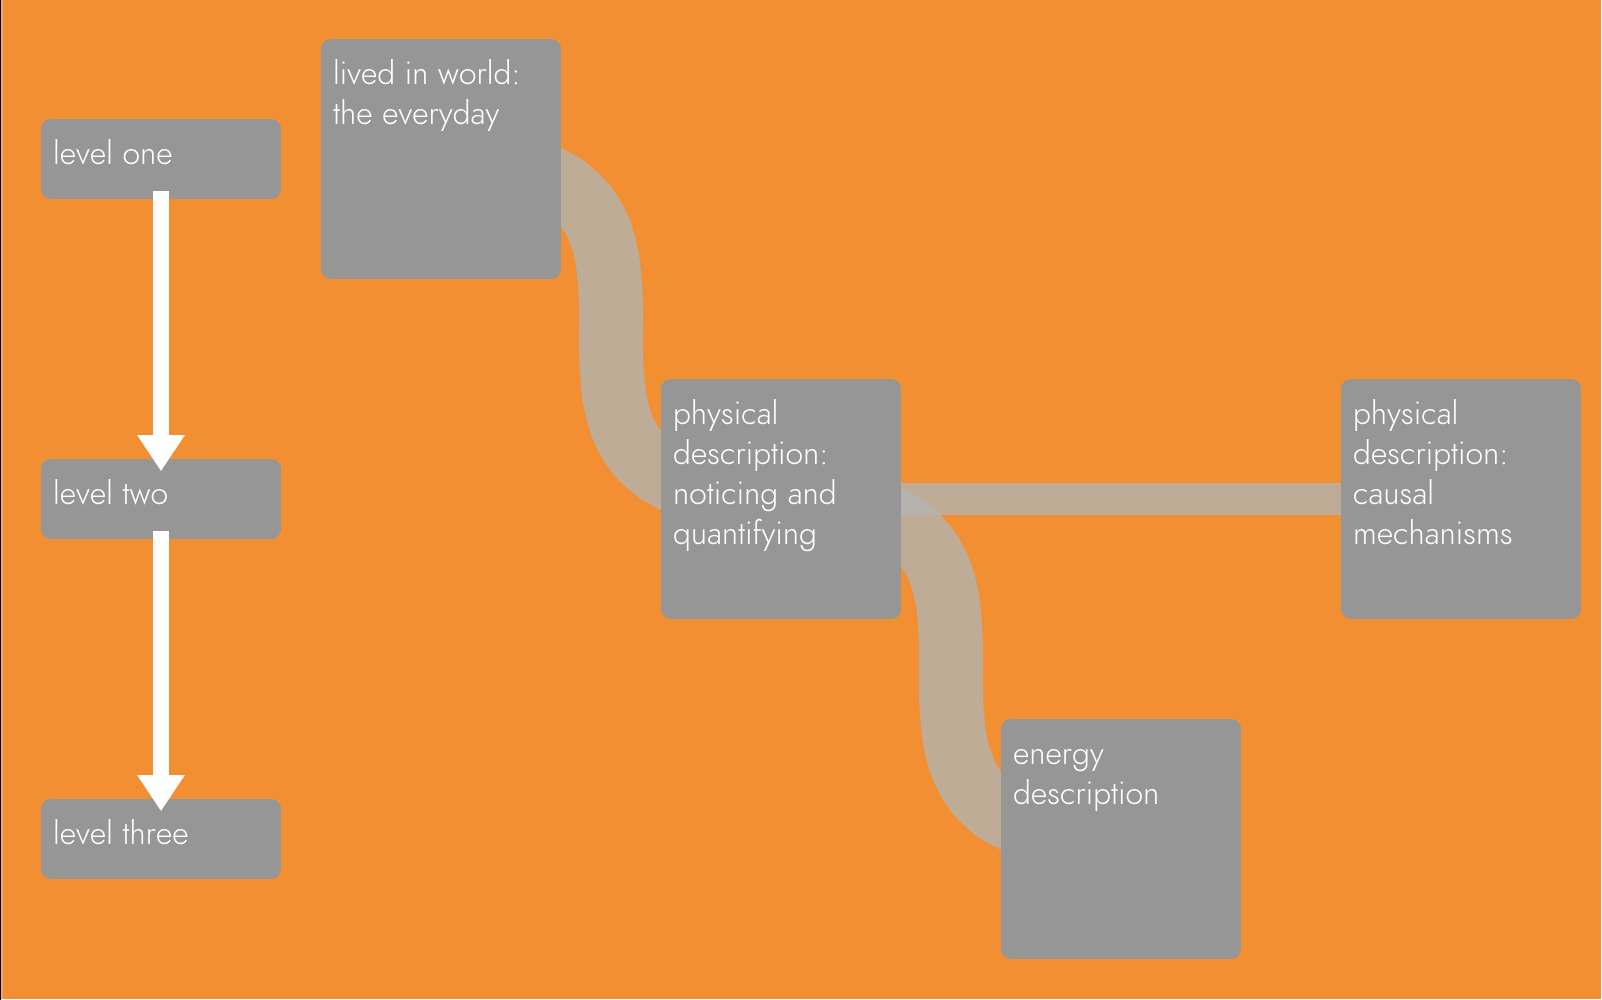 lived in world:
the everyday
level one
level two
physical
description:
noticing and
quantifying
physical
description:
causal
mechanisms
level three
energy
description